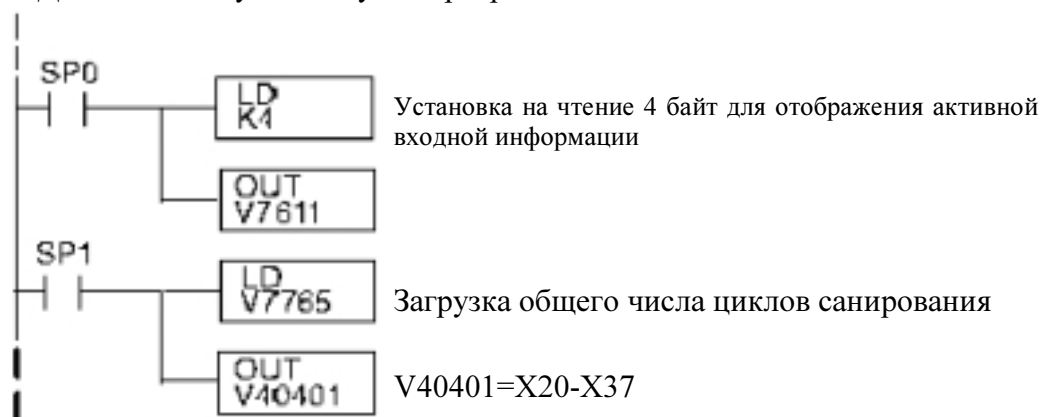 SP0
LD
K4
Установка на чтение 4 байт для отображения активной
входной информации
OUT
V7611
SP1
LD
V7765
Загрузка общего числа циклов санирования
OUT
V40401
V40401=X20-X37